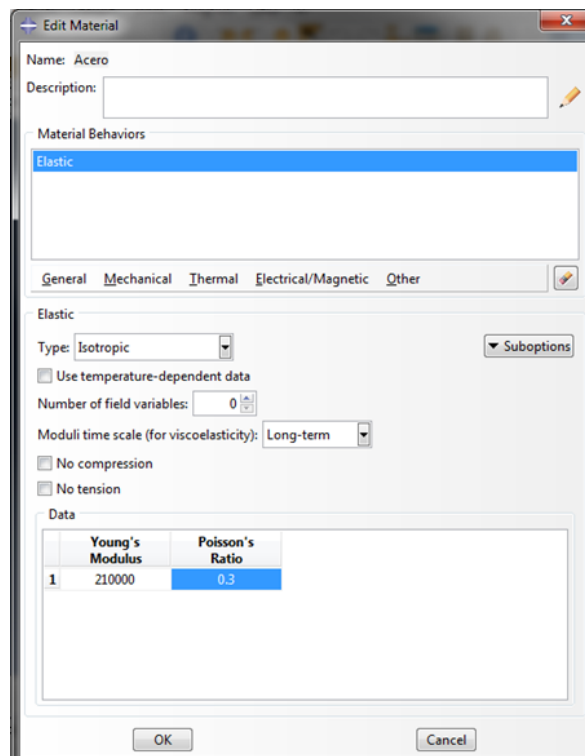 Edit Material
Name: Acero
Description:
Material Behaviors
Elastic
General Mechanical Thermal Electrical/Magnetic Other
Elastic
Type: Isotropic
Suboptions
Use temperature-dependent data
Number of field variables: 0
Moduli time scale (for viscoelasticity): Long-term
No compression
No tension
Data
Young's Poisson's
Modulus Ratio
1 210000 0.3
OK Cancel